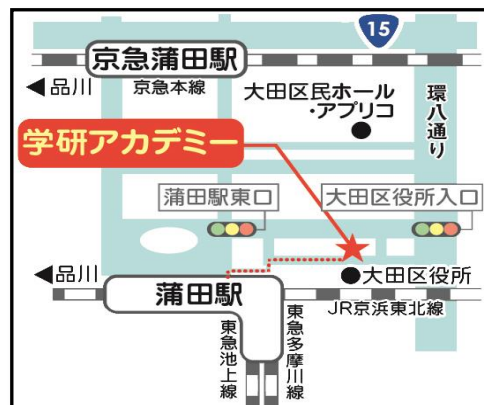 15
京急蒲田駅
◀品川
京急本線
大田区民ホール
・アプリコ
環八通り
学研アカデミー
蒲田駅東口
大田区役所入口
◀品川
蒲田駅
大田区役所
JR京浜東北線
東急池上線
東急多摩川線